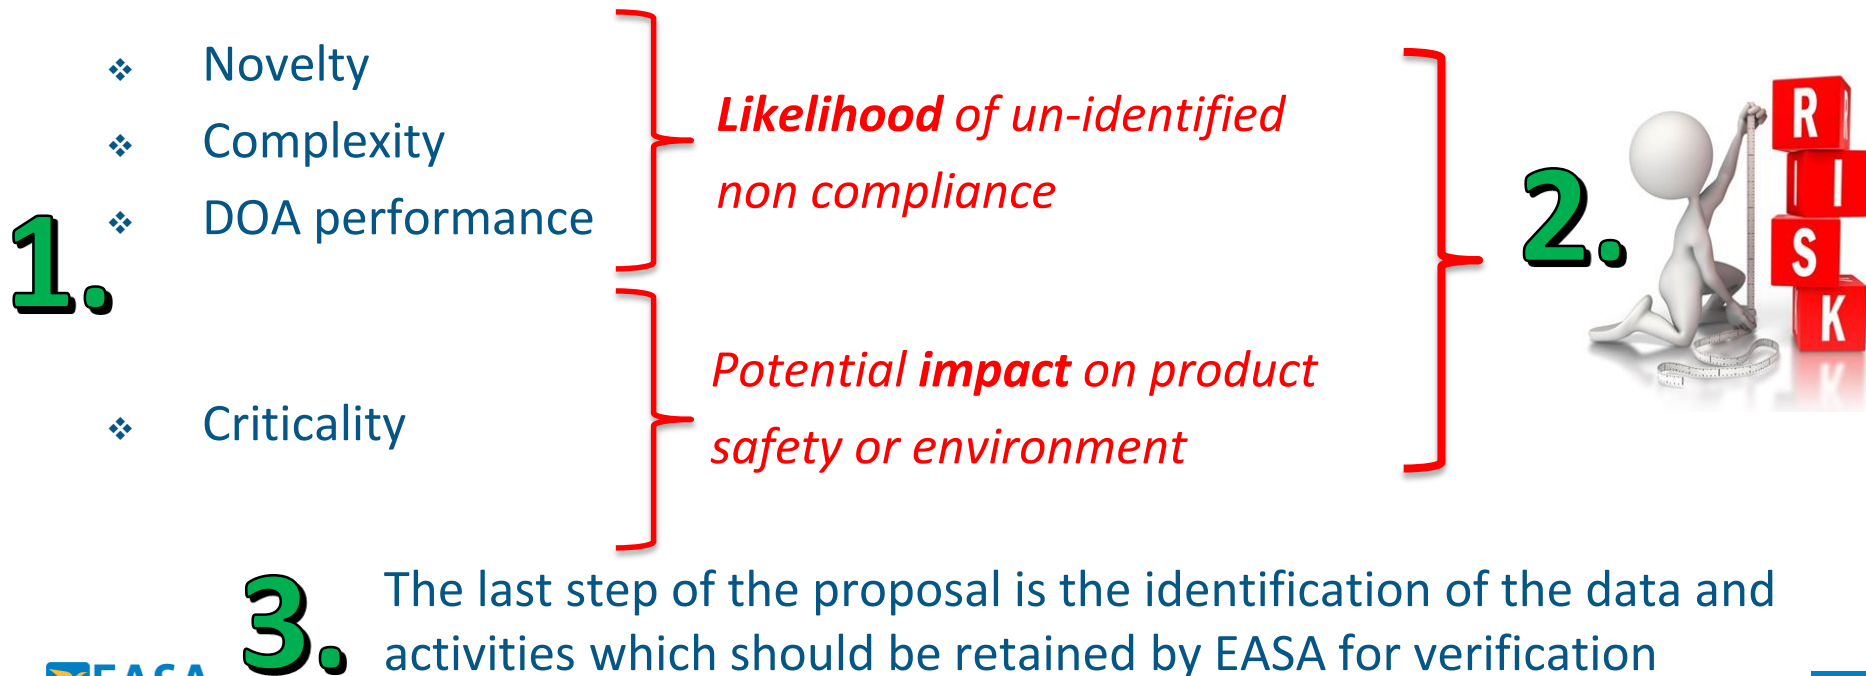 Novelty
Complexity
DOA performance
1.
Criticality
Likelihood of un-identified
non compliance
Potential impact on product
safety or environment
2.
R
I
S
K
3.
The last step of the proposal is the identification of the data and
activities which should be retained by EASA for verification
EASA